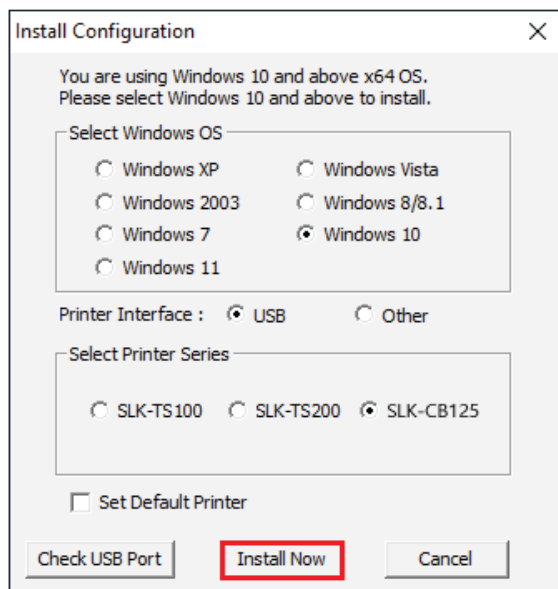 Install Configuration
You are using Windows 10 and above x64 OS.
Please select Windows 10 and above to install.
Select Windows OS
Windows XP Windows Vista
Windows 2003 Windows 8/8.1
Windows 7 Windows 10
Windows 11
Printer Interface : USB Other
Select Printer Series
SLK-TS100 SLK-TS200 SLK-CB125
Set Default Printer
Check USB Port Install Now Cancel